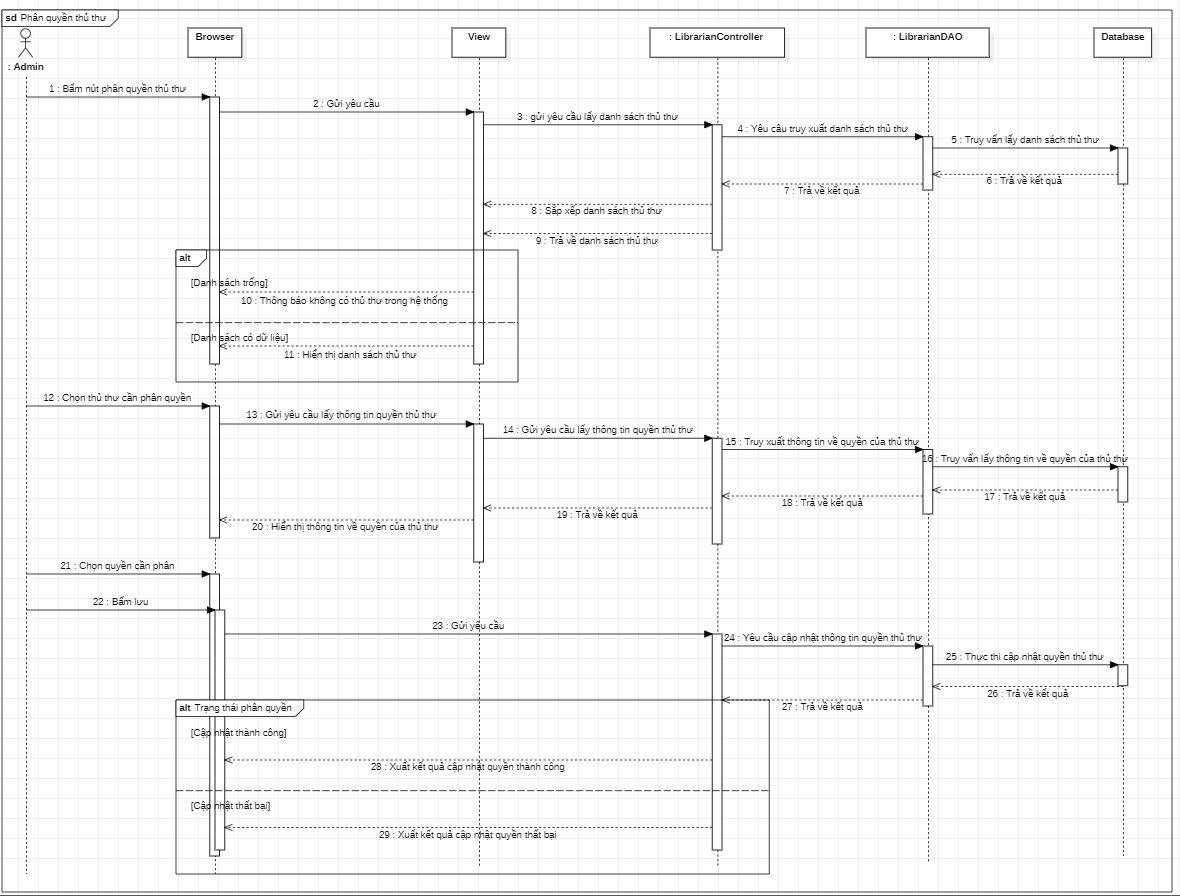 sd Phân quyền thủ thư
Browser
View
: LibrarianController
: LibrarianDAO
Database
: Admin
1 : Bấm nút phân quyền thủ thư
2 : Gửi yêu cầu
3 : gửi yêu cầu lấy danh sách thủ thư
4 : Yêu cầu truy xuất danh sách thủ thư
5 : Truy vấn lấy danh sách thủ thư
6 : Trả về kết quả
7 : Trả về kết quả
8 : Sắp xếp danh sách thủ thư
9 : Trả về danh sách thủ thư
alt
[Danh sách trống]
10 : Thông báo không có thủ thư trong hệ thống
[Danh sách có dữ liệu]
11 : Hiển thị danh sách thủ thư
12 : Chọn thủ thư cần phân quyền
13 : Gửi yêu cầu lấy thông tin quyền thủ thư
14 : Gửi yêu cầu lấy thông tin quyền thủ thư
15 : Truy xuất thông tin về quyền của thủ thư
16 : Truy vấn lấy thông tin về quyền của thủ thư
17 : Trả về kết quả
18 : Trả về kết quả
19 : Trả về kết quả
20 : Hiển thị thông tin về quyền của thủ thư
21 : Chọn quyền cần phân
22 : Bấm lưu
23 : Gửi yêu cầu
24 : Yêu cầu cập nhật thông tin quyền thủ thư
25 : Thực thi cập nhật quyền thủ thư
26 : Trả về kết quả
27 : Trả về kết quả
alt Trạng thái phân quyền
[Cập nhật thành công]
28 : Xuất kết quả cập nhật quyền thành công
[Cập nhật thất bại]
29 : Xuất kết quả cập nhật quyền thất bại